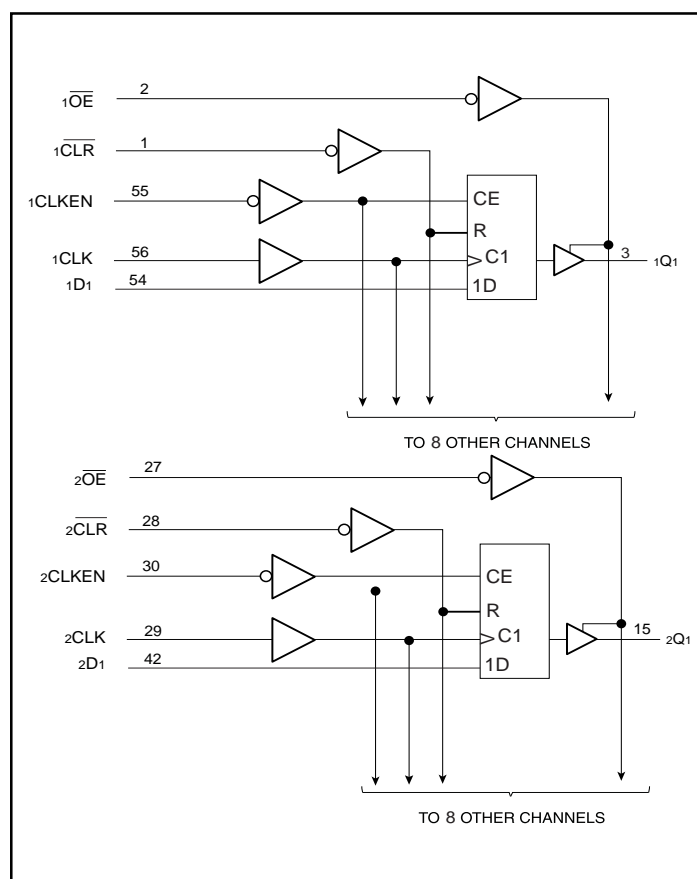 1OE 2
1CLR 1
1CLKEN 55
CE
R
1CLK 56
C1
3 1Q1
1D1 54
1D
TO 8 OTHER CHANNELS
2OE 27
2CLR 28
2CLKEN 30
CE
R
2CLK 29
C1
15 2Q1
2D1 42
1D
TO 8 OTHER CHANNELS